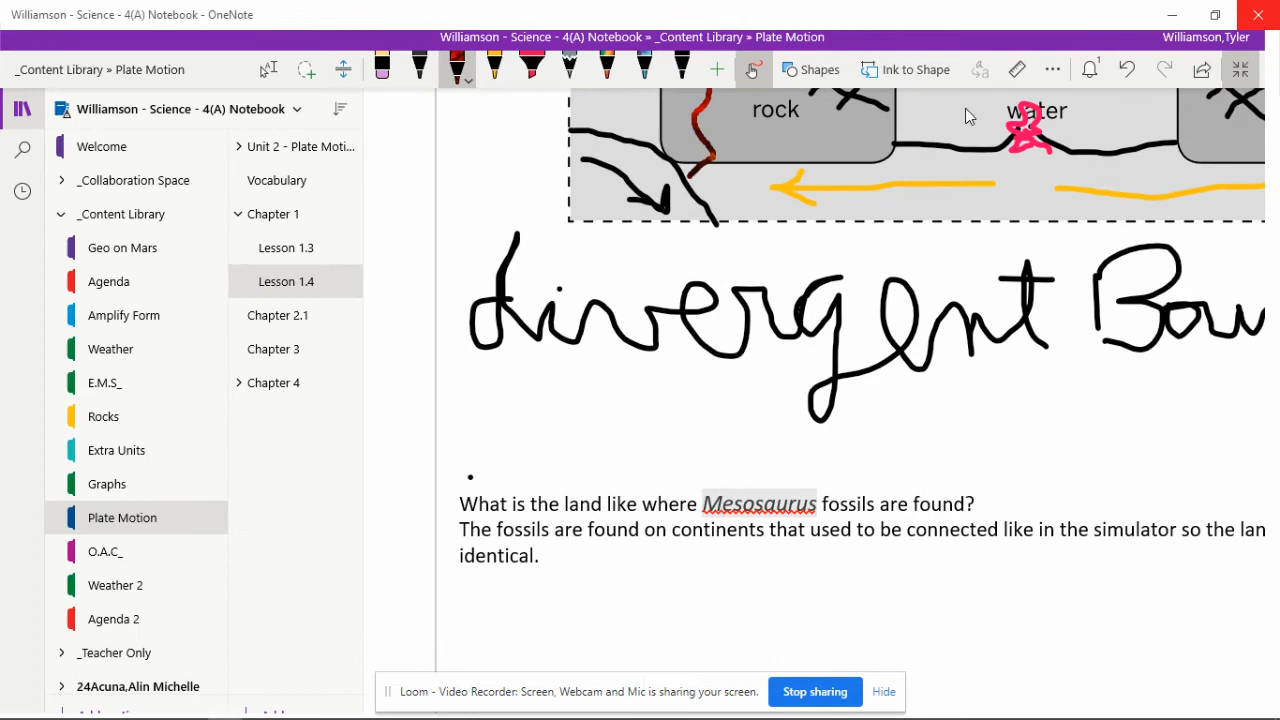 Williamson - Science - 4(A) Notebook - OneNote
Williamson - Science - 4(A) Notebook » _Content Library » Plate Motion
Williamson,Tyler
_Content Library » Plate Motion
Shapes
Ink to Shape
Williamson - Science - 4(A) Notebook
Welcome
_Collaboration Space
_Content Library
Geo on Mars
Agenda
Amplify Form
Weather
E.M.S_
Rocks
Extra Units
Graphs
Plate Motion
O.A.C_
Weather 2
Agenda 2
_Teacher Only
24Acuna,Alin Michelle
Unit 2 - Plate Moti...
Vocabulary
Chapter 1
Lesson 1.3
Lesson 1.4
Chapter 2.1
Chapter 3
Chapter 4
rock
water
divergent Bou
What is the land like where Mesosaurus fossils are found?
The fossils are found on continents that used to be connected like in the simulator so the lan
identical.
Loom - Video Recorder: Screen, Webcam and Mic is sharing your screen.
Stop sharing
Hide